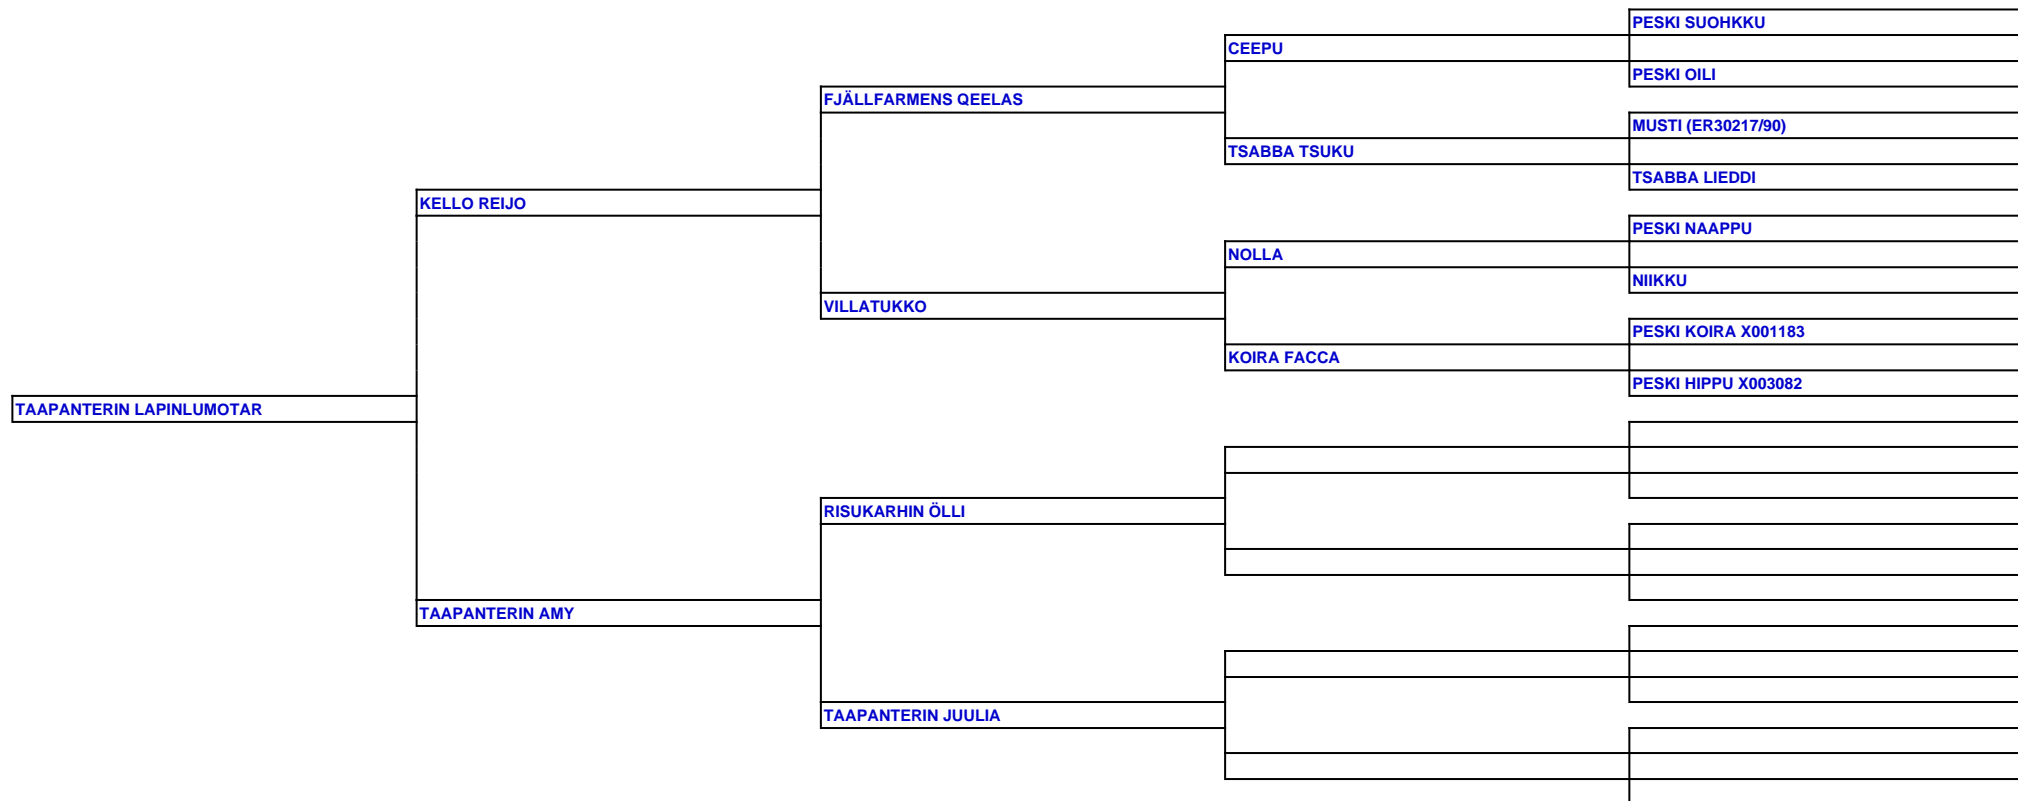 PESKI SUOHKKU
CEEPU
PESKI OILI
FJÄLLFARMENS QEELAS
MUSTI (ER30217/90)
TSABBA TSUKU
TSABBA LIEDDI
KELLO REIJO
PESKI NAAPPU
NOLLA
NIIKKU
VILLATUKKO
PESKI KOIRA X001183
KOIRA FACCA
PESKI HIPPU X003082
TAAPANTERIN LAPINLUMOTAR
RISUKARHIN ÖLLI
TAAPANTERIN AMY
TAAPANTERIN JUULIA